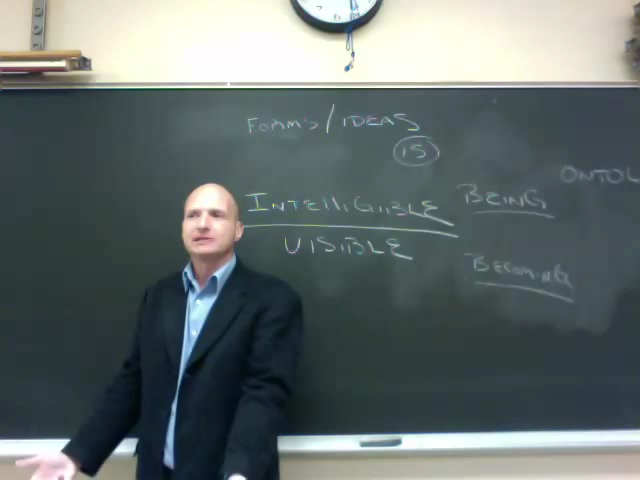 FORMS/IDEAS
IS
ONTOL
INTELLIGIBLE BEING
VISIBLE
BECOMING